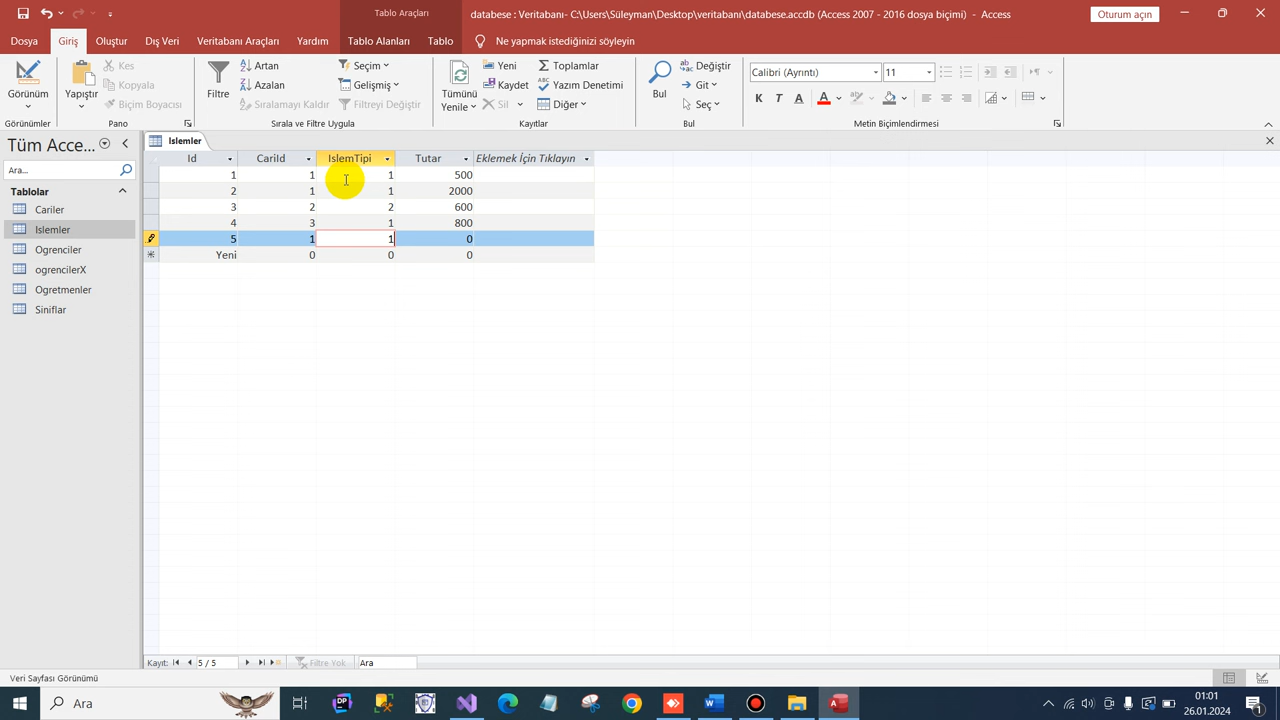 Tablo Araçları
databese : Veritabanı- C:\Users\Süleyman\Desktop\veritabanı\databese.accdb (Access 2007 - 2016 dosya biçimi) - Access
Oturum açın
Dosya Giriş Oluştur Dış Veri Veritabanı Araçları Yardım Tablo Alanları Tablo Ne yapmak istediğinizi söyleyin
Görünüm
Görünümler
Yapıştır
Kes
Kopyala
Biçim Boyacısı
Pano
Filtre
Artan
Azalan
Sıralamayı Kaldır
Seçim
Gelişmiş
Filtreyi Değiştir
Sırala ve Filtre Uygula
Tümünü
Yenile
Yeni
Kaydet
Sil
Toplamlar
Yazım Denetimi
Diğer
Kayıtlar
Bul
Değiştir
Git
Seç
Bul
Calibri (Ayrıntı) 11
K T A A
Metin Biçimlendirmesi
Tüm Acce...
Ara...
Tablolar
Cariler
Islemler
Ogrenciler
ogrencilerX
Ogretmenler
Siniflar
Islemler
Id CariId IslemTipi Tutar Eklemek İçin Tıklayın
1 1 1 500
2 1 1 2000
3 2 2 600
4 3 1 800
5 1 1 0
Yeni 0 0 0
Kayıt: 5 / 5 Filtre Yok Ara
Veri Sayfası Görünümü
Ara
DP
01:01
26.01.2024
1